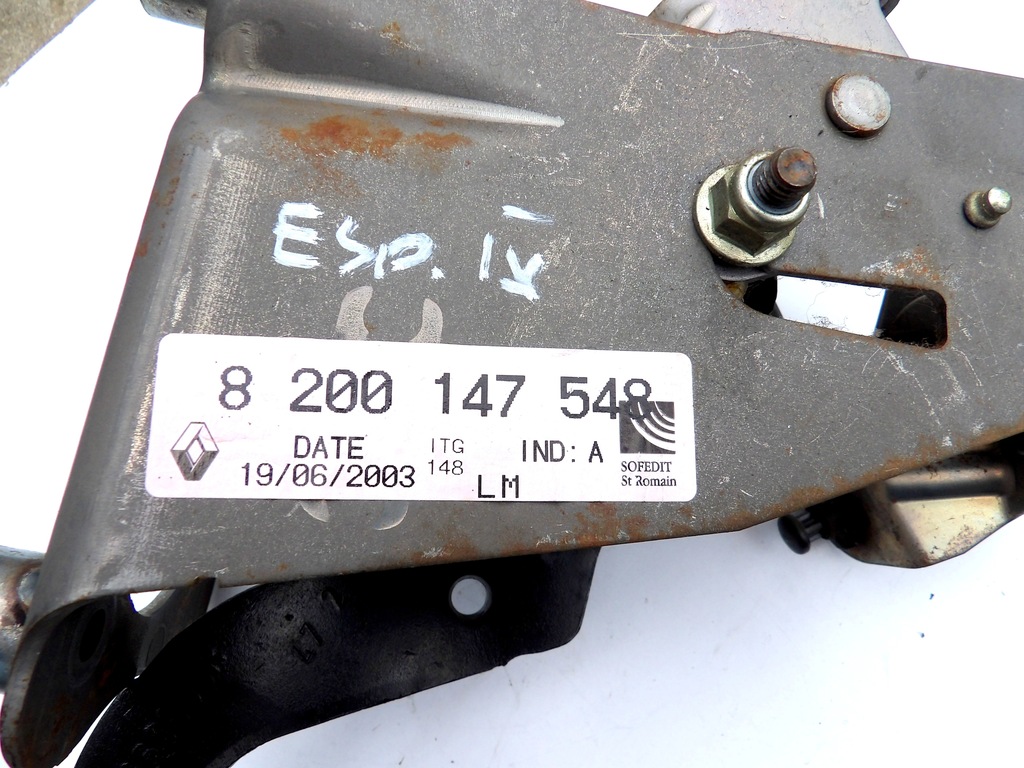 ESP. IV
8 200 147 548
DATE ITG IND: A
19/06/2003 148 LM
SOFEDIT
St Romain